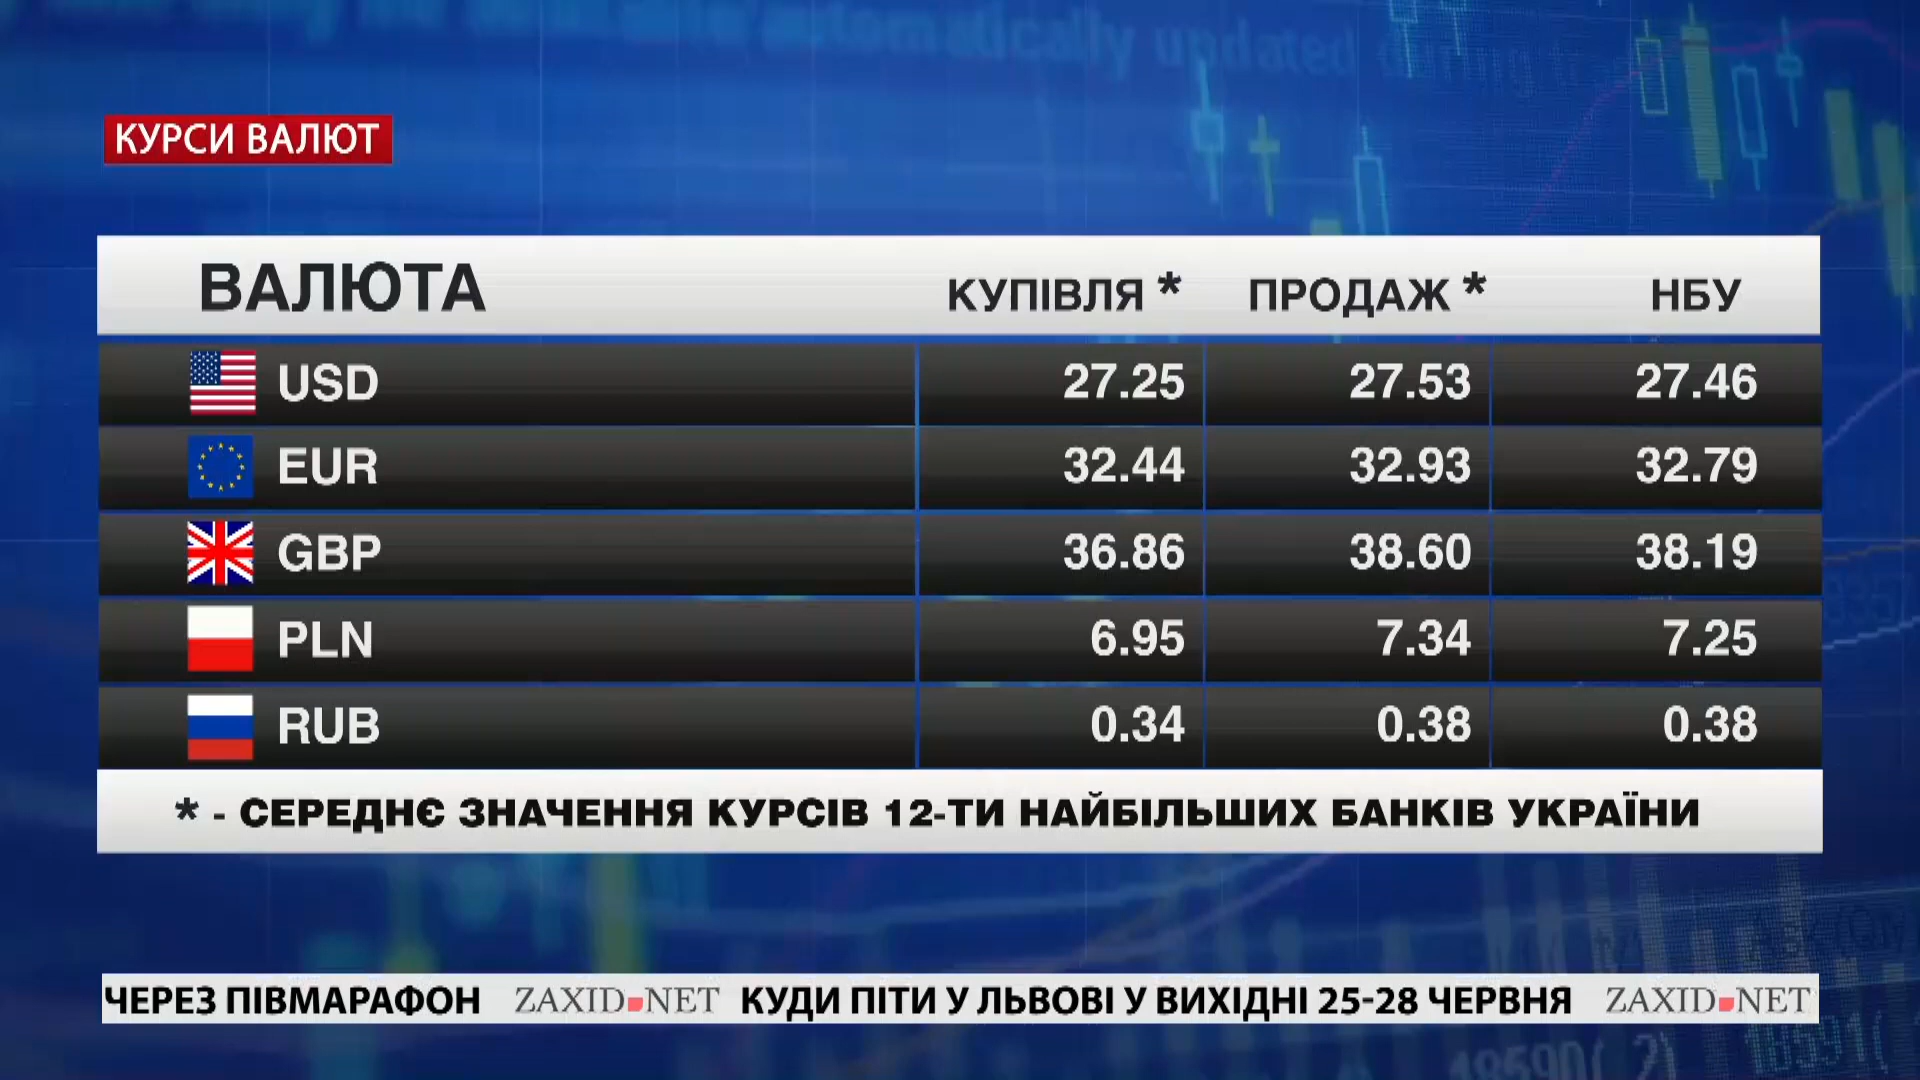 automatically updated during
КУРСИ ВАЛЮТ
ВАЛЮТА КУПІВЛЯ * ПРОДАЖ * НБУ
USD 27.25 27.53 27.46
EUR 32.44 32.93 32.79
GBP 36.86 38.60 38.19
PLN 6.95 7.34 7.25
RUB 0.34 0.38 0.38
* - СЕРЕДНЄ ЗНАЧЕННЯ КУРСІВ 12-ТИ НАЙБІЛЬШИХ БАНКІВ УКРАЇНИ
ЧЕРЕЗ ПІВМАРАФОН ZAXID.NET КУДИ ПІТИ У ЛЬВОВІ У ВИХІДНІ 25-28 ЧЕРВНЯ ZAXID.NET